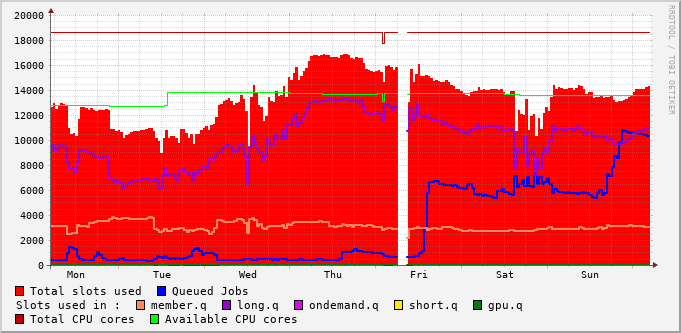 20000
18000
16000
14000
12000
10000
8000
6000
4000
2000
0
Mon Tue Wed Thu Fri Sat Sun
RRDTOOL / TOBI OETIKER
Total slots used Queued Jobs
Slots used in : member.q long.q ondemand.q short.q gpu.q
Total CPU cores Available CPU cores